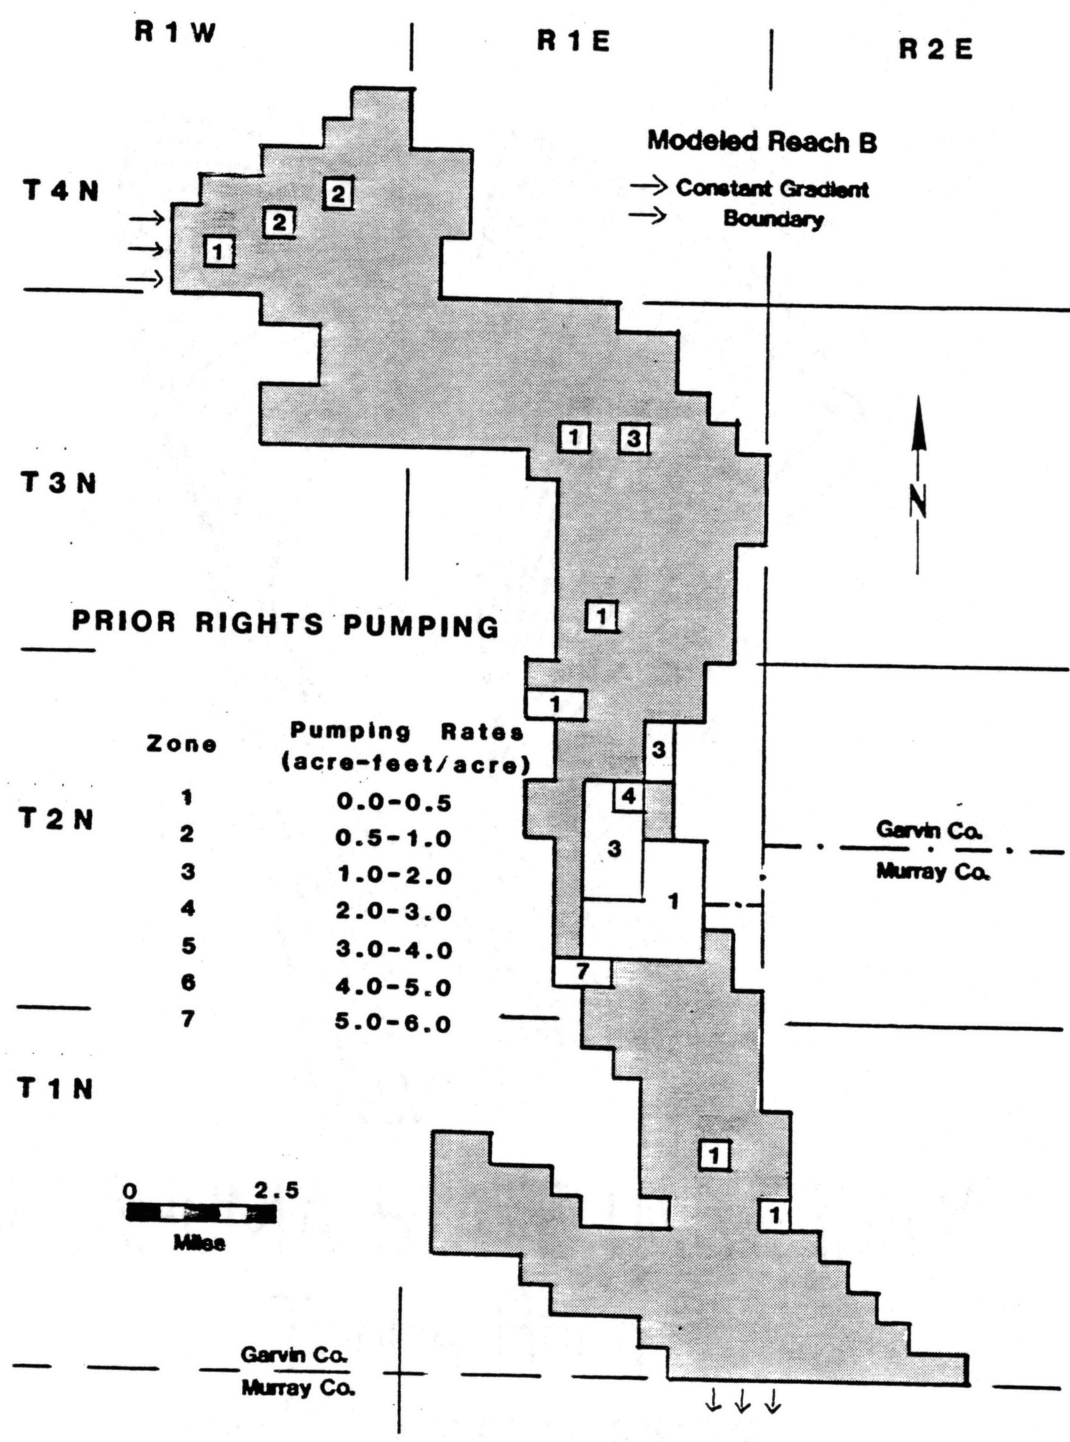 R 1 W
R 1 E
R 2 E
Modeled Reach B
Constant Gradient
Boundary
T 4 N
2
2
1
1
3
T 3 N
N
1
PRIOR RIGHTS PUMPING
1
Zone
Pumping Rates
(acre-feet/acre)
3
1
0.0-0.5
4
T 2 N
2
0.5-1.0
3
Garvin Co.
Murray Co.
3
1.0-2.0
1
4
2.0-3.0
5
3.0-4.0
7
6
4.0-5.0
7
5.0-6.0
T 1 N
1
0
2.5
Miles
1
Garvin Co.
Murray Co.